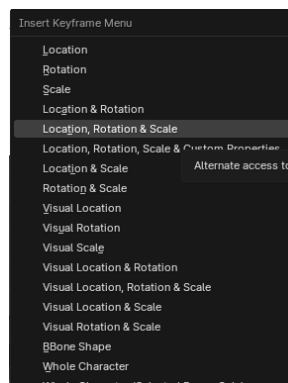 Insert Keyframe Menu
Location
Rotation
Scale
Location & Rotation
Location, Rotation & Scale
Location, Rotation, Scale & Custom Properties
Alternate access to
Location & Scale
Rotation & Scale
Visual Location
Visual Rotation
Visual Scale
Visual Location & Rotation
Visual Location, Rotation & Scale
Visual Location & Scale
Visual Rotation & Scale
BBone Shape
Whole Character